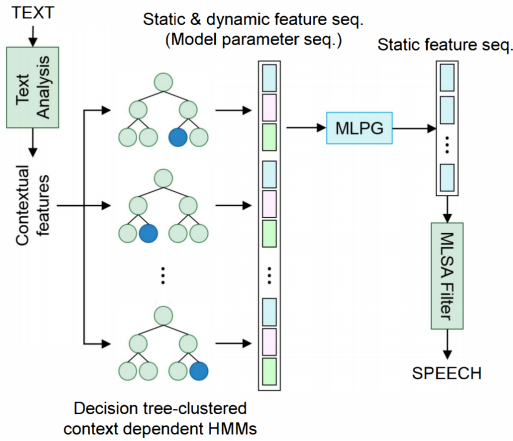 TEXT
Text
Analysis
Contextual
features
Static & dynamic feature seq.
(Model parameter seq.)
Decision tree-clustered
context dependent HMMs
MLPG
Static feature seq.
MLSA Filter
SPEECH